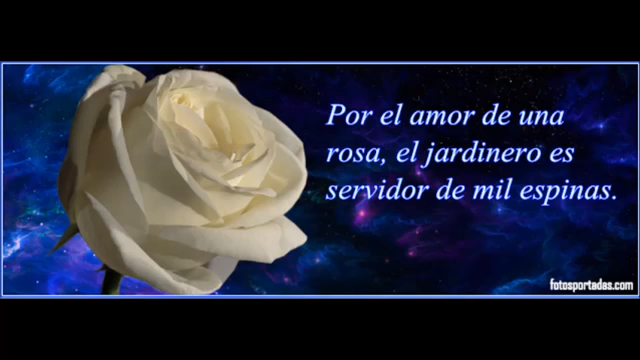 Por el amor de una
rosa, el jardinero es
servidor de mil espinas.
fotosportadas.com